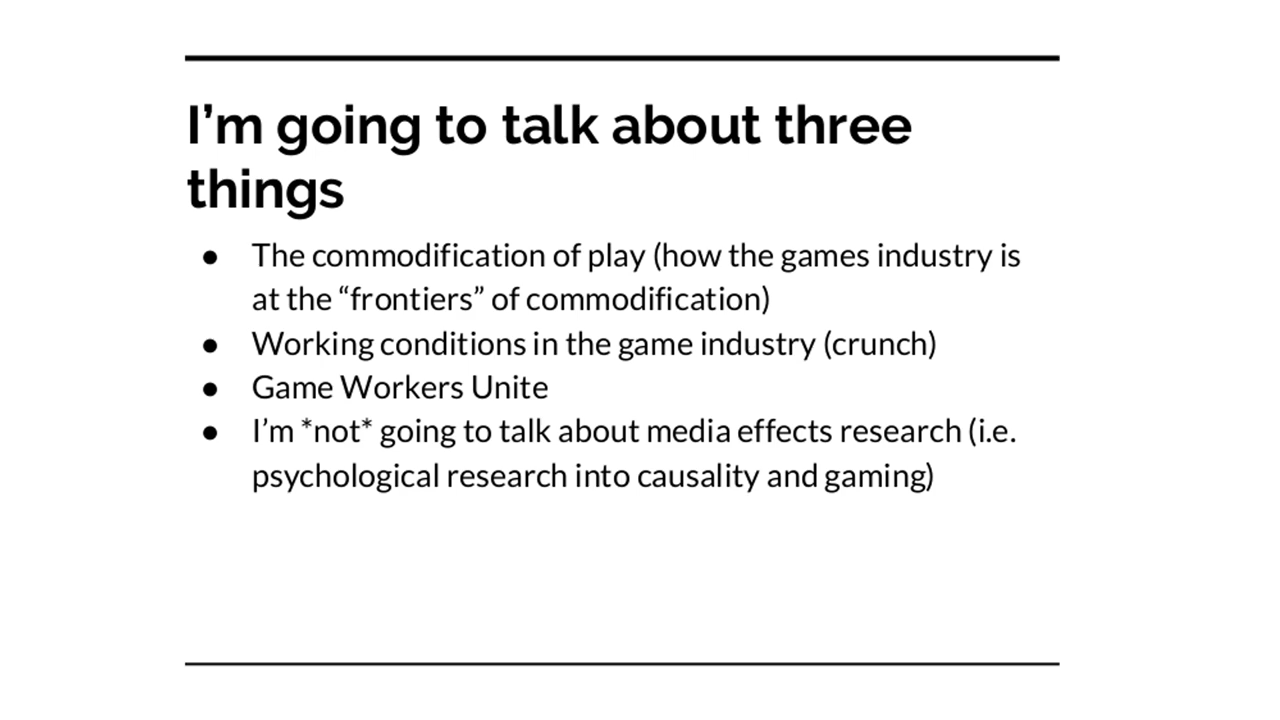 I’m going to talk about three
things
● The commodification of play (how the games industry is
at the “frontiers” of commodification)
● Working conditions in the game industry (crunch)
● Game Workers Unite
● I’m *not* going to talk about media effects research (i.e.
psychological research into causality and gaming)